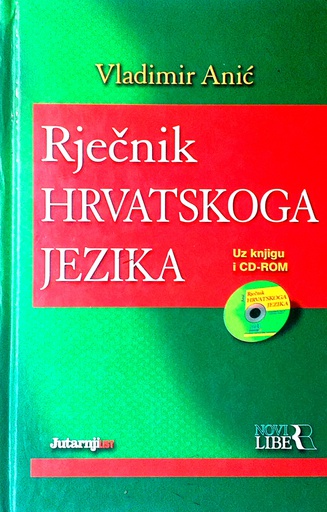 Vladimir Anić
Rječnik
HRVATSKOGA
JEZIKA
Uz knjigu
i CD-ROM
Rječnik
HRVATSKOGA
JEZIKA
Jutarnji LIST
NOVI
LIBER